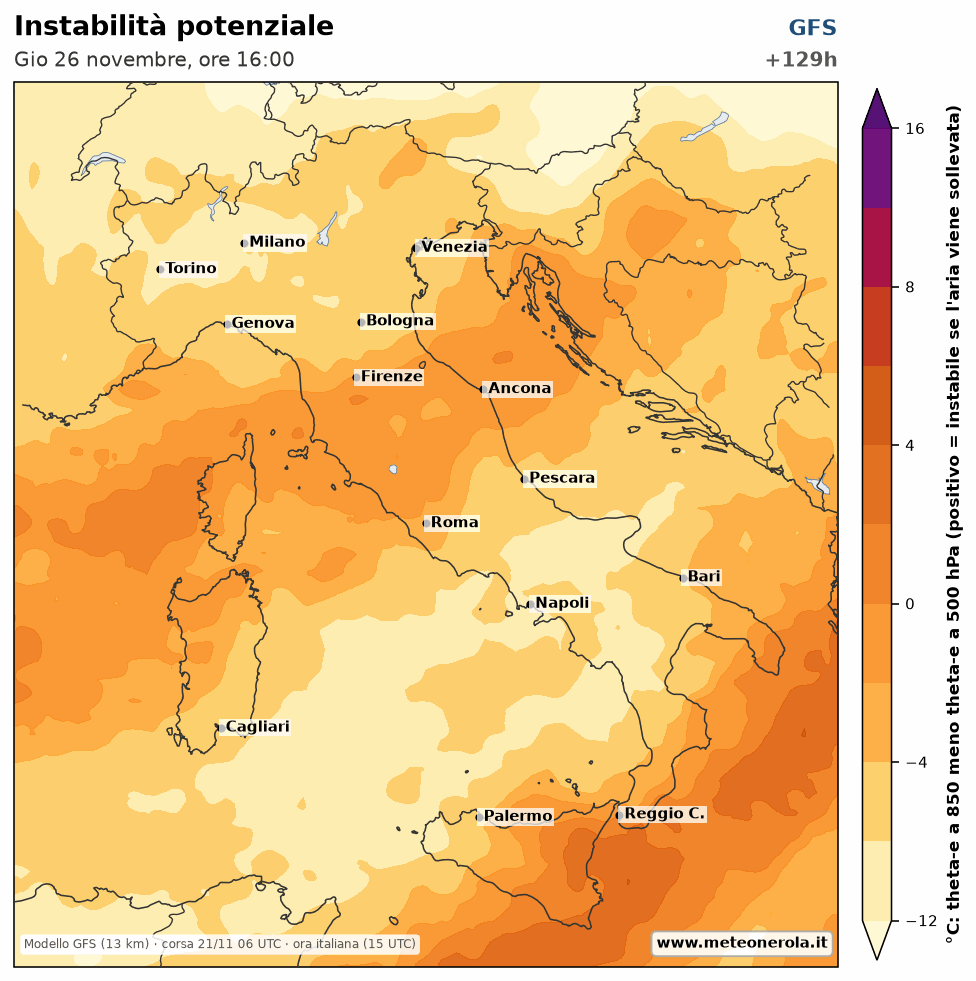 Instabilità potenziale
GFS
Gio 26 novembre, ore 16:00
+129h
Milano
Venezia
Torino
Genova
Bologna
Firenze
Ancona
Pescara
Roma
Bari
Napoli
Cagliari
Palermo
Reggio C.
16
8
4
0
−4
−12
°C: theta-e a 850 meno theta-e a 500 hPa (positivo = instabile se l'aria viene sollevata)
Modello GFS (13 km) · corsa 21/11 06 UTC · ora italiana (15 UTC)
www.meteonerola.it